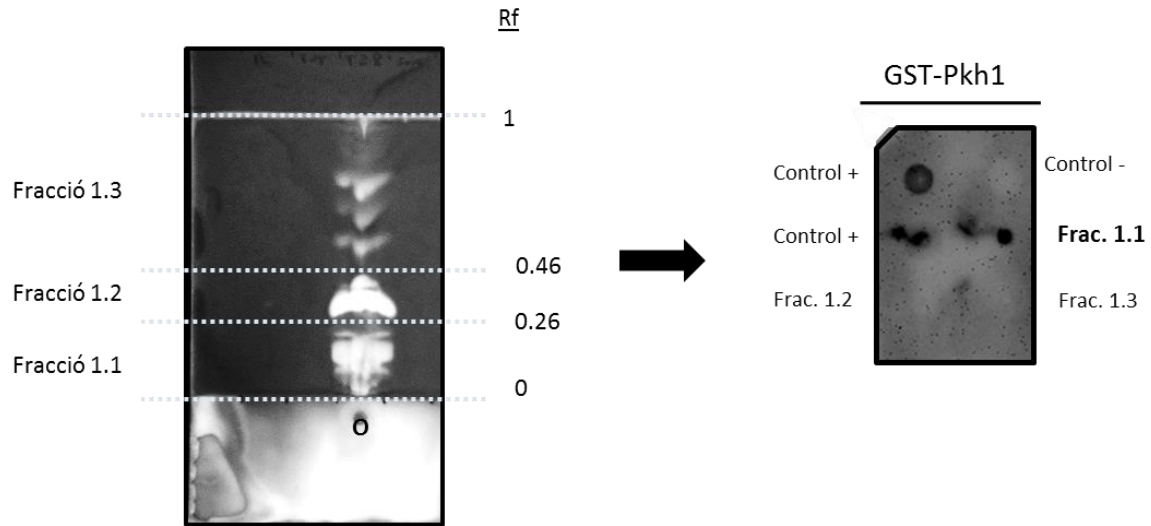 Rf
1
Fracció 1.3
0.46
Fracció 1.2
0.26
Fracció 1.1
0
O
GST-Pkh1
Control +
Control -
Control +
Frac. 1.1
Frac. 1.2
Frac. 1.3